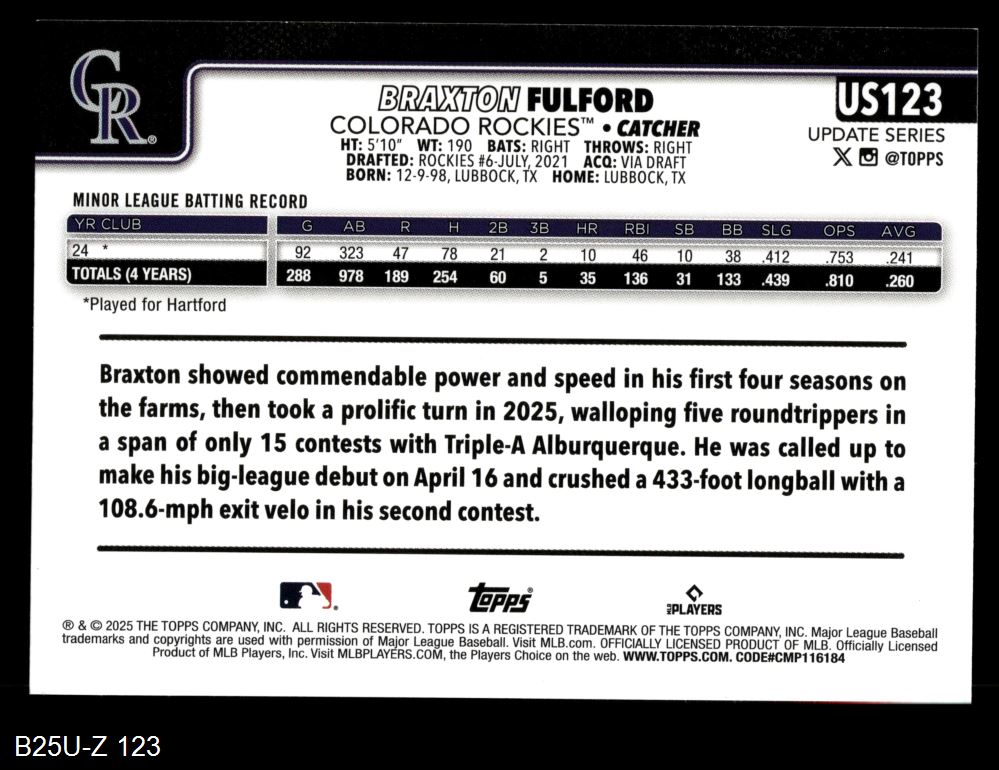 CR®
BRAXTON FULFORD
US123
COLORADO ROCKIES™ • CATCHER
UPDATE SERIES
HT: 5'10" WT: 190 BATS: RIGHT THROWS: RIGHT
@TOPPS
DRAFTED: ROCKIES #6-JULY, 2021 ACQ: VIA DRAFT
BORN: 12-9-98, LUBBOCK, TX HOME: LUBBOCK, TX
MINOR LEAGUE BATTING RECORD
YR CLUB G AB R H 2B 3B HR RBI SB BB SLG OPS AVG
24 * 92 323 47 78 21 2 10 46 10 38 .412 .753 .241
TOTALS (4 YEARS) 288 978 189 254 60 5 35 136 31 133 .439 .810 .260
*Played for Hartford
Braxton showed commendable power and speed in his first four seasons on
the farms, then took a prolific turn in 2025, walloping five roundtrippers in
a span of only 15 contests with Triple-A Alburquerque. He was called up to
make his big-league debut on April 16 and crushed a 433-foot longball with a
108.6-mph exit velo in his second contest.
Topps®
MLB PLAYERS
® & © 2025 THE TOPPS COMPANY, INC. ALL RIGHTS RESERVED. TOPPS IS A REGISTERED TRADEMARK OF THE TOPPS COMPANY, INC. Major League Baseball
trademarks and copyrights are used with permission of Major League Baseball. Visit MLB.com. OFFICIALLY LICENSED PRODUCT OF MLB. Officially Licensed
Product of MLB Players, Inc. Visit MLBPLAYERS.COM, the Players Choice on the web. WWW.TOPPS.COM. CODE#CMP116184
B25U-Z 123